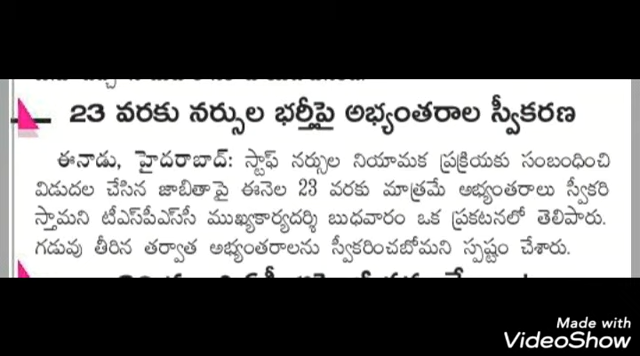 23 వరకు నర్సుల భర్తీపై అభ్యంతరాల స్వీకరణ
ఈనాడు, హైదరాబాద్: స్టాఫ్ నర్సుల నియామక ప్రక్రియకు సంబంధించి
విడుదల చేసిన జాబితాపై ఈనెల 23 వరకు మాత్రమే అభ్యంతరాలు స్వీకరి
స్తామని టీఎస్‌పీఎస్‌సీ ముఖ్యకార్యదర్శి బుధవారం ఒక ప్రకటనలో తెలిపారు.
గడువు తీరిన తర్వాత అభ్యంతరాలను స్వీకరించబోమని స్పష్టం చేశారు.
Made with
VideoShow